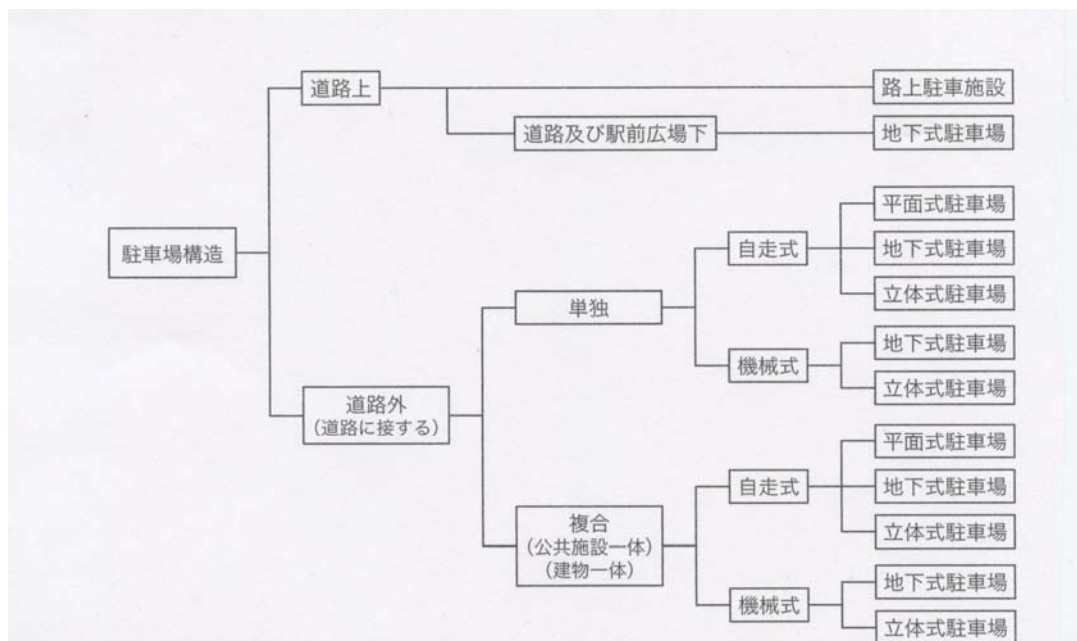 道路上
路上駐車施設
道路及び駅前広場下
地下式駐車場
駐車場構造
道路外
(道路に接する)
単独
自走式
平面式駐車場
地下式駐車場
立体式駐車場
機械式
地下式駐車場
立体式駐車場
複合
(公共施設一体)
(建物一体)
自走式
平面式駐車場
地下式駐車場
立体式駐車場
機械式
地下式駐車場
立体式駐車場